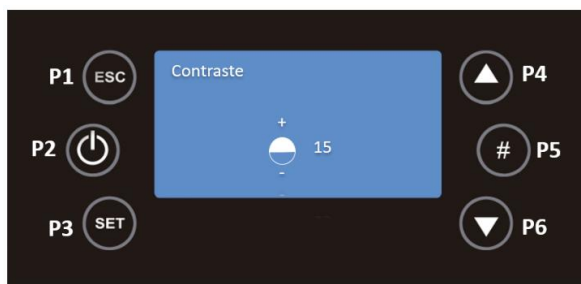 Contraste
P1 ESC
P4
+
P2
15
# P5
-
P3 SET
P6